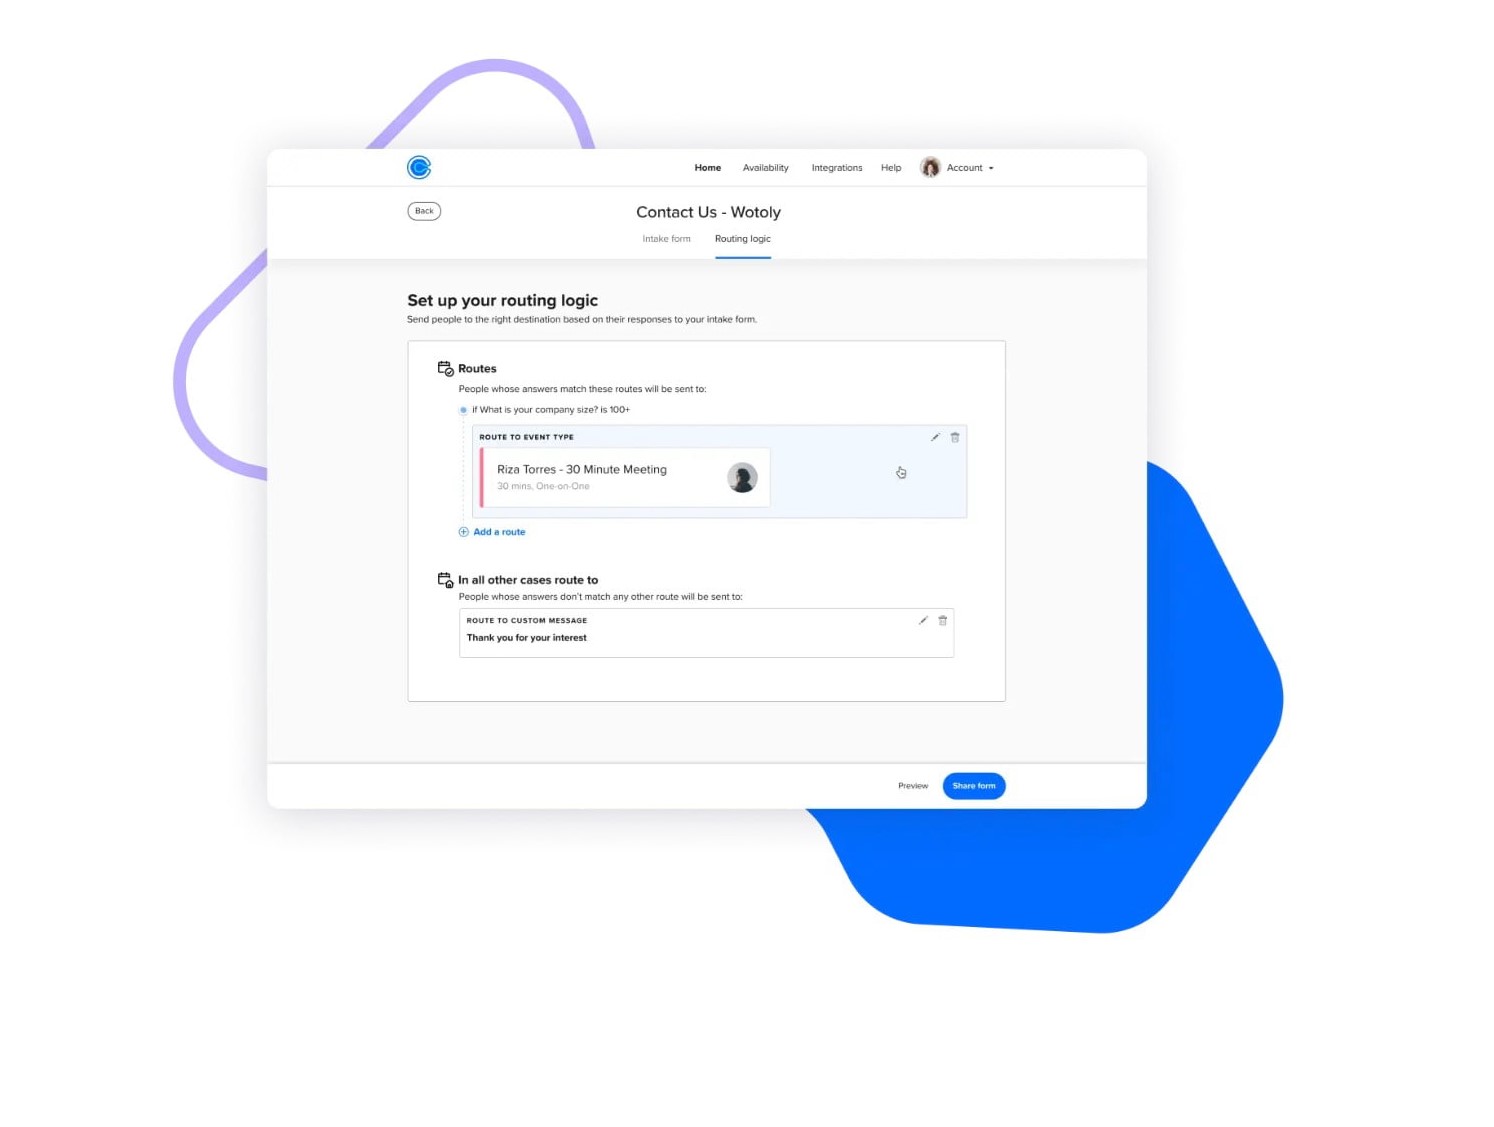 Home Availability Integrations Help Account
Back
Contact Us - Wotoly
Intake form Routing logic
Set up your routing logic
Send people to the right destination based on their responses to your intake form.
Routes
People whose answers match these routes will be sent to:
if What is your company size? is 100+
ROUTE TO EVENT TYPE
Riza Torres - 30 Minute Meeting
30 mins, One-on-One
Add a route
In all other cases route to
People whose answers don't match any other route will be sent to:
ROUTE TO CUSTOM MESSAGE
Thank you for your interest
Preview Share form